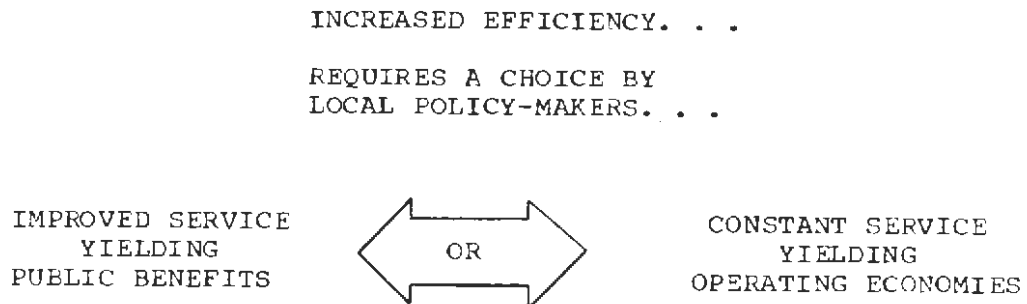 INCREASED EFFICIENCY. . .
REQUIRES A CHOICE BY
LOCAL POLICY-MAKERS. . .
IMPROVED SERVICE
YIELDING
PUBLIC BENEFITS
OR
CONSTANT SERVICE
YIELDING
OPERATING ECONOMIES